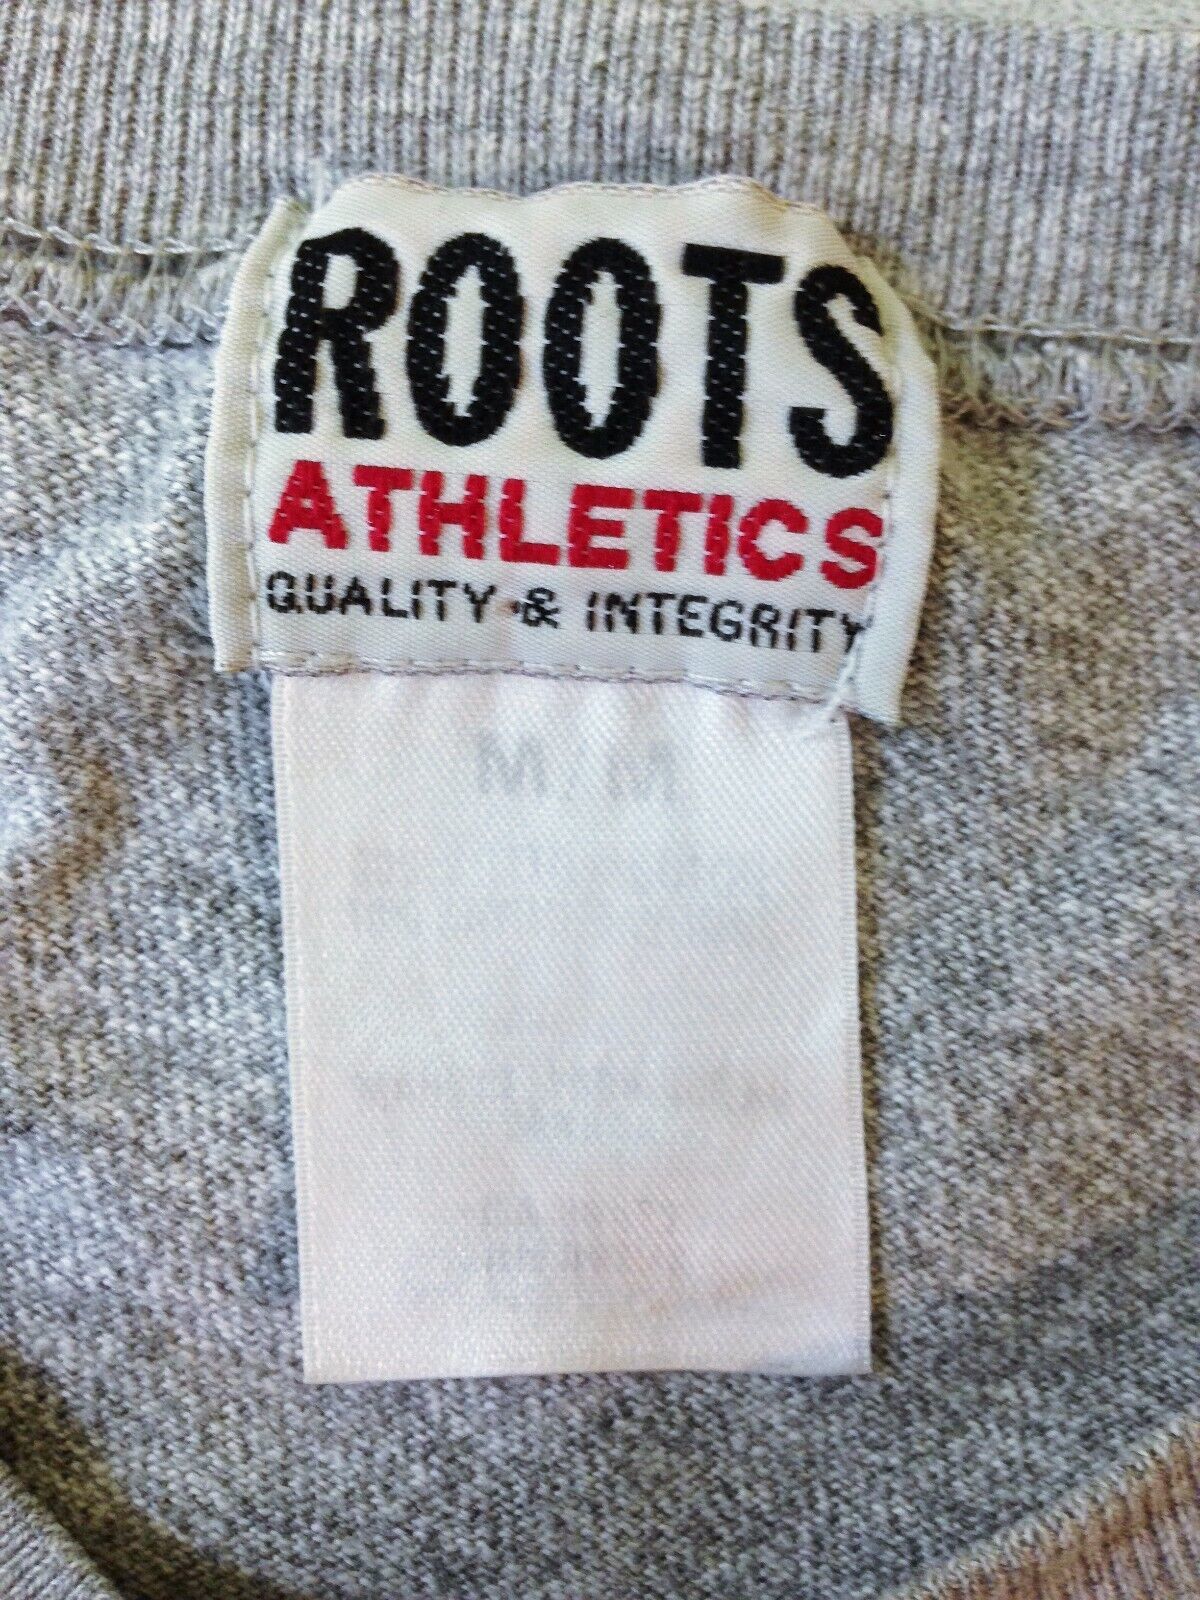 ROOTS
ATHLETICS
QUALITY & INTEGRITY
M M